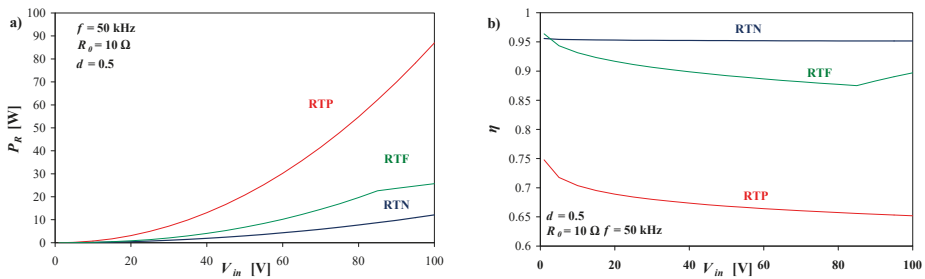 a)
f = 50 kHz
R₀ = 10 Ω
d = 0.5
P_R [W]
100
90
80
70
60
50
40
30
20
10
0
RTP
RTF
RTN
0 20 40 60 80 100
V_in [V]
b)
η
1
0.95
0.9
0.85
0.8
0.75
0.7
0.65
0.6
RTN
RTF
RTP
d = 0.5
R₀ = 10 Ω f = 50 kHz
0 20 40 60 80 100
V_in [V]